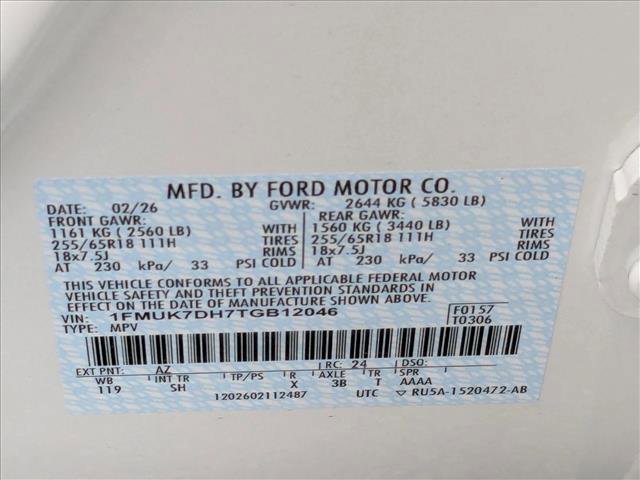 MFD. BY FORD MOTOR CO.
DATE: 02/26 GVWR: 2644 KG ( 5830 LB)
FRONT GAWR: REAR GAWR:
1161 KG ( 2560 LB) WITH 1560 KG ( 3440 LB) WITH
255/65R18 111H TIRES 255/65R18 111H TIRES
18x7.5J RIMS 18x7.5J RIMS
AT 230 kPa/ 33 PSI COLD AT 230 kPa/ 33 PSI COLD
THIS VEHICLE CONFORMS TO ALL APPLICABLE FEDERAL MOTOR
VEHICLE SAFETY AND THEFT PREVENTION STANDARDS IN
EFFECT ON THE DATE OF MANUFACTURE SHOWN ABOVE.
VIN: 1FMUK7DH7TGB12046 F0157
TYPE: MPV T0306
EXT PNT: AZ RC: 24 DSO:
WB INT TR TP/PS R AXLE TR SPR
119 SH X 3B T AAAA
1202602112487 UTC ▽ RU5A-1520472-AB